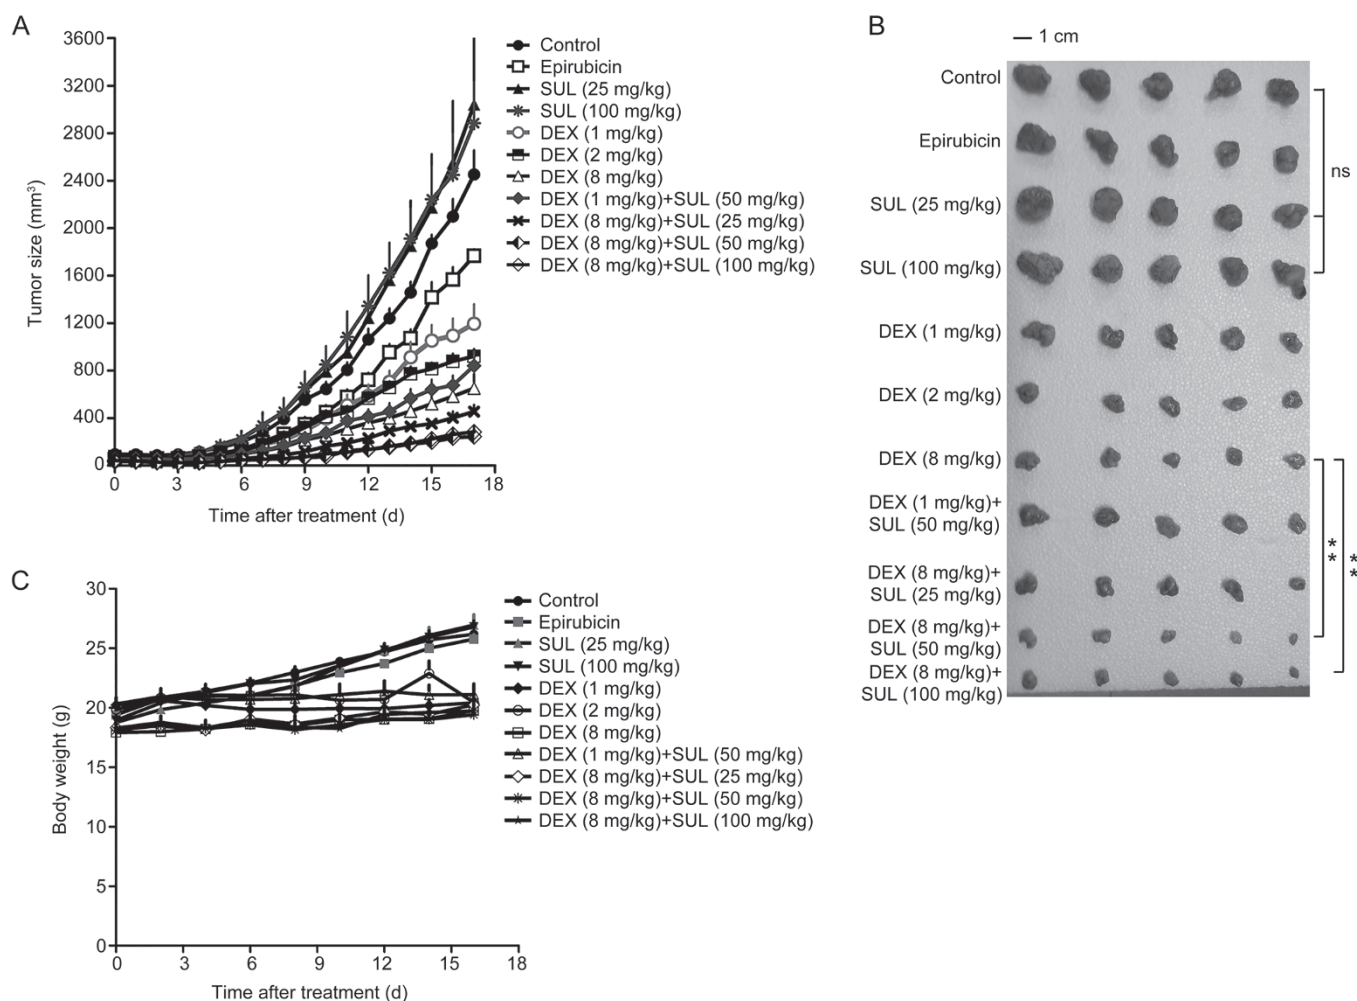 A
3600
3200
2800
2400
2000
1600
1200
800
400
0
Tumor size (mm³)
0 3 6 9 12 15 18
Time after treatment (d)
Control
Epirubicin
SUL (25 mg/kg)
SUL (100 mg/kg)
DEX (1 mg/kg)
DEX (2 mg/kg)
DEX (8 mg/kg)
DEX (1 mg/kg)+SUL (50 mg/kg)
DEX (8 mg/kg)+SUL (25 mg/kg)
DEX (8 mg/kg)+SUL (50 mg/kg)
DEX (8 mg/kg)+SUL (100 mg/kg)
B
1 cm
Control
Epirubicin
SUL (25 mg/kg)
SUL (100 mg/kg)
DEX (1 mg/kg)
DEX (2 mg/kg)
DEX (8 mg/kg)
DEX (1 mg/kg)+
SUL (50 mg/kg)
DEX (8 mg/kg)+
SUL (25 mg/kg)
DEX (8 mg/kg)+
SUL (50 mg/kg)
DEX (8 mg/kg)+
SUL (100 mg/kg)
ns
**
**
C
30
25
20
15
10
5
0
Body weight (g)
0 3 6 9 12 15 18
Time after treatment (d)
Control
Epirubicin
SUL (25 mg/kg)
SUL (100 mg/kg)
DEX (1 mg/kg)
DEX (2 mg/kg)
DEX (8 mg/kg)
DEX (1 mg/kg)+SUL (50 mg/kg)
DEX (8 mg/kg)+SUL (25 mg/kg)
DEX (8 mg/kg)+SUL (50 mg/kg)
DEX (8 mg/kg)+SUL (100 mg/kg)